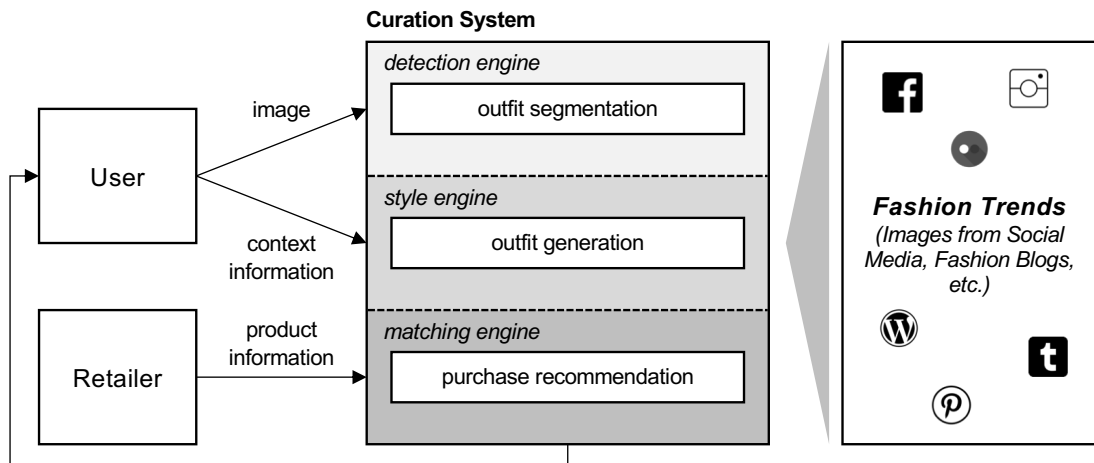 Curation System
detection engine
outfit segmentation
image
User
style engine
outfit generation
context
information
Retailer
product
information
matching engine
purchase recommendation
Fashion Trends
(Images from Social
Media, Fashion Blogs,
etc.)